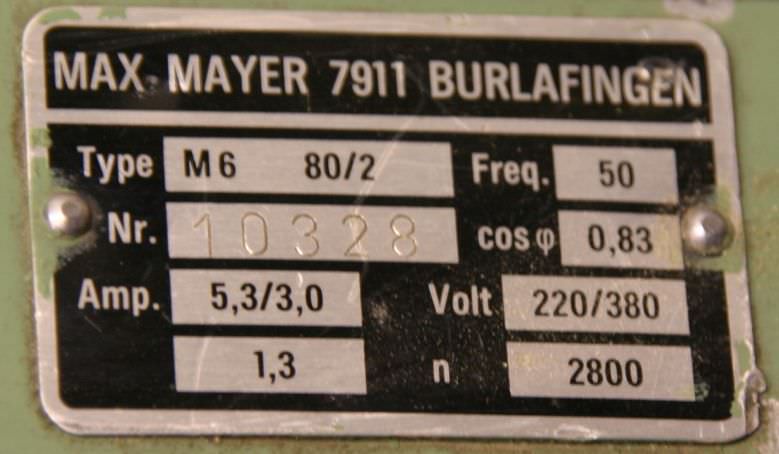 MAX MAYER 7911 BURLAFINGEN
Type M6 80/2 Freq. 50
Nr. 10328 cos φ 0,83
Amp. 5,3/3,0 Volt 220/380
1,3 n 2800